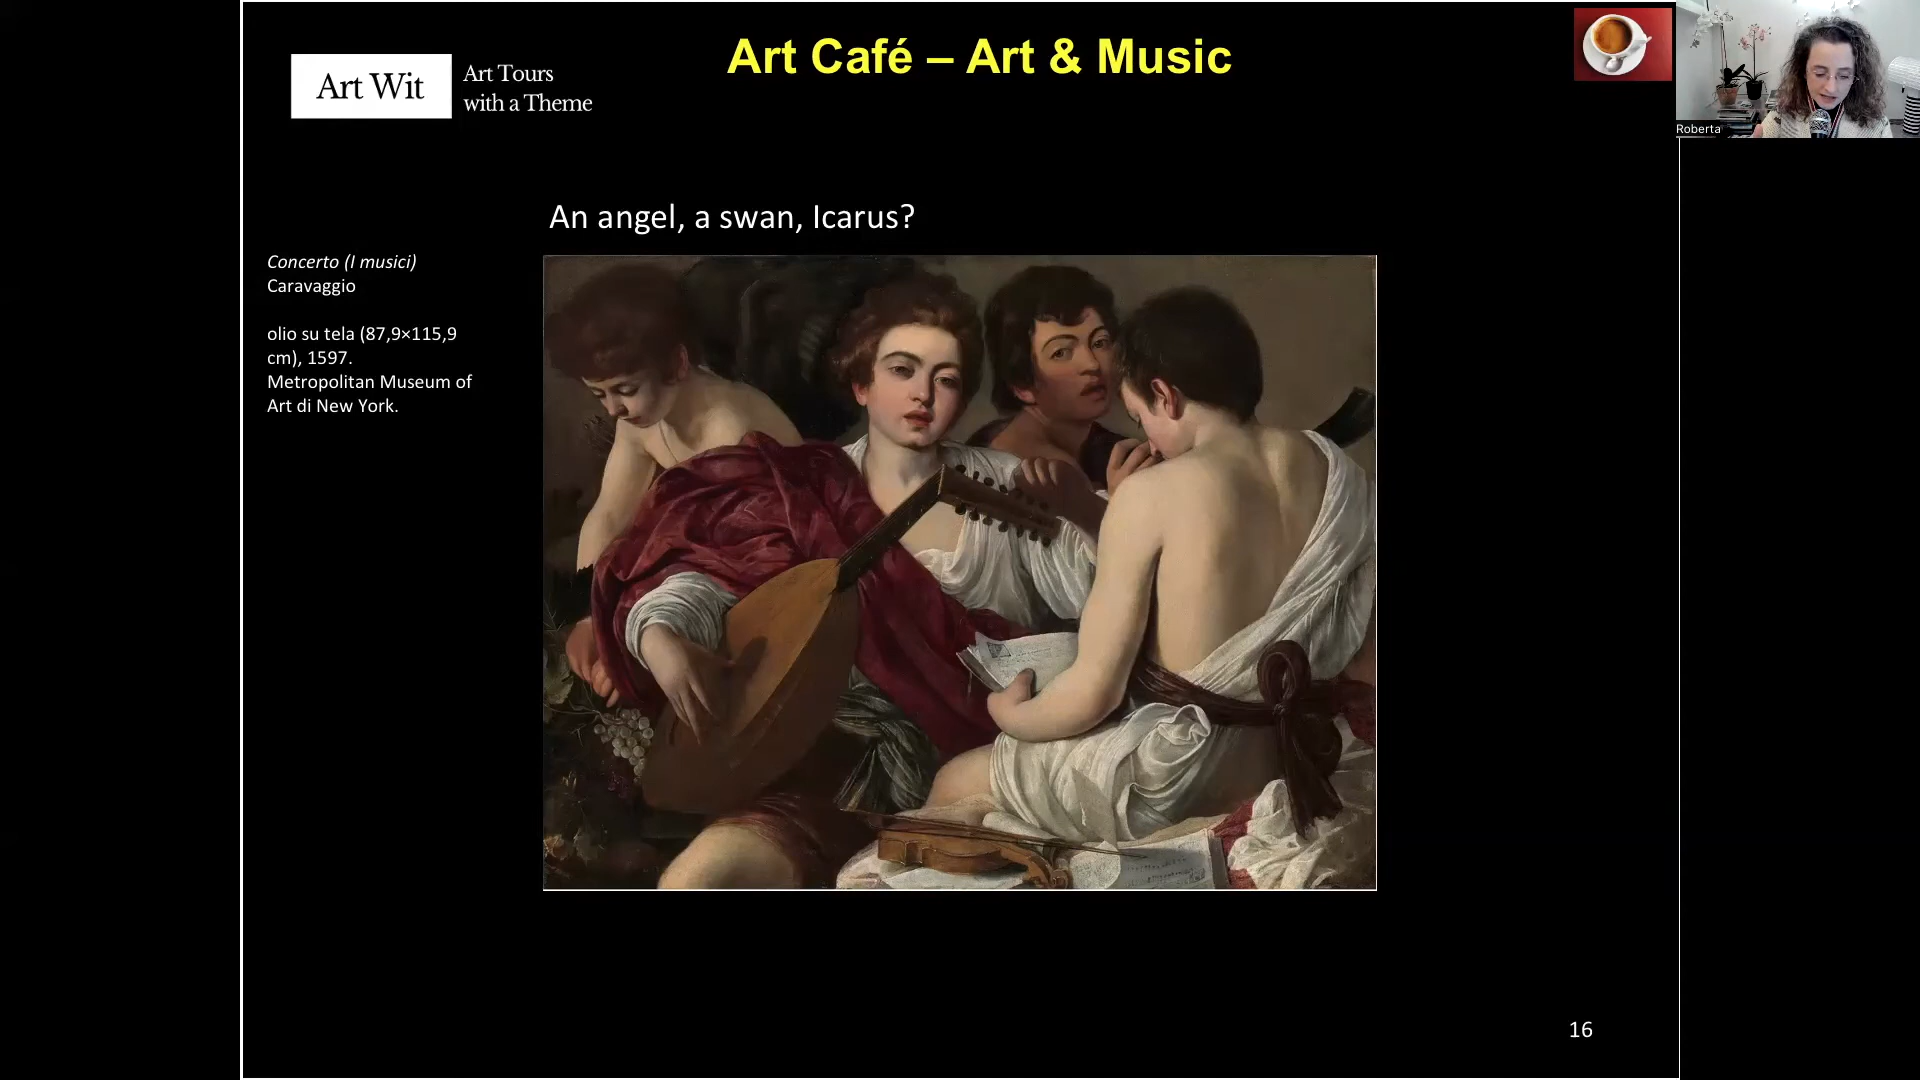 Art Café – Art & Music
Art Wit
Art Tours
with a Theme
Roberta
An angel, a swan, Icarus?
Concerto (I musici)
Caravaggio
olio su tela (87,9×115,9
cm), 1597.
Metropolitan Museum of
Art di New York.
16